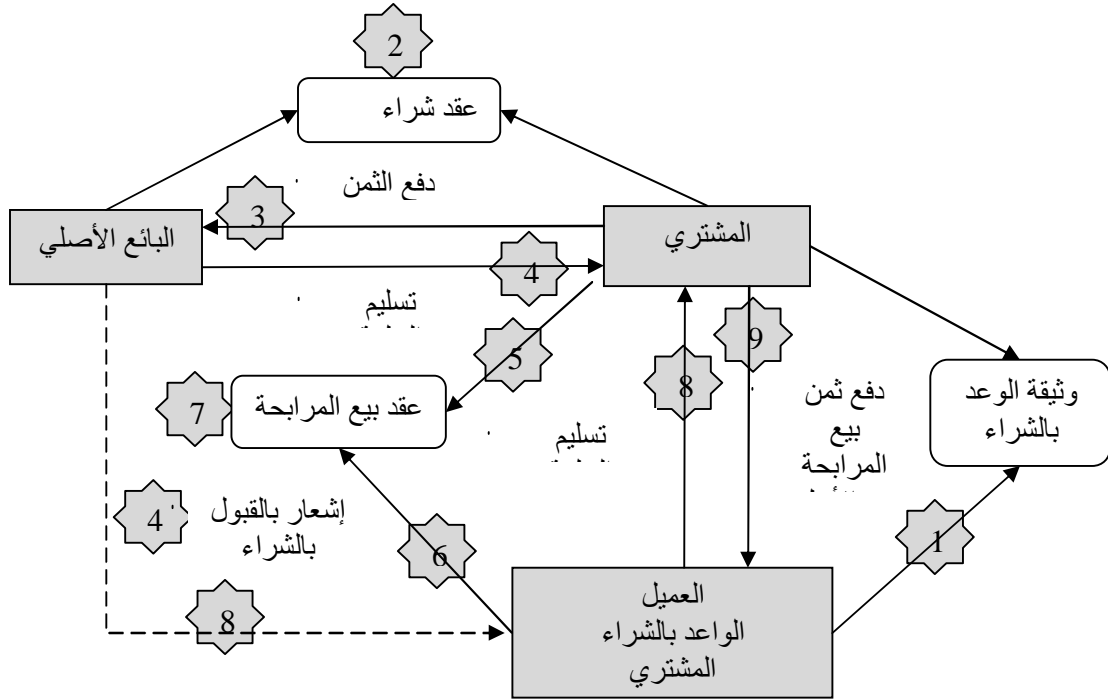 2
عقد شراء
دفع الثمن
3
البائع الأصلي
المشتري
4
تسليم
5
9
8
7
عقد بيع المرابحة
تسليم
دفع ثمن
بيع
المرابحة
وثيقة الوعد
بالشراء
4
إشعار بالقبول
بالشراء
6
1
8
العميل
الواعد بالشراء
المشتري